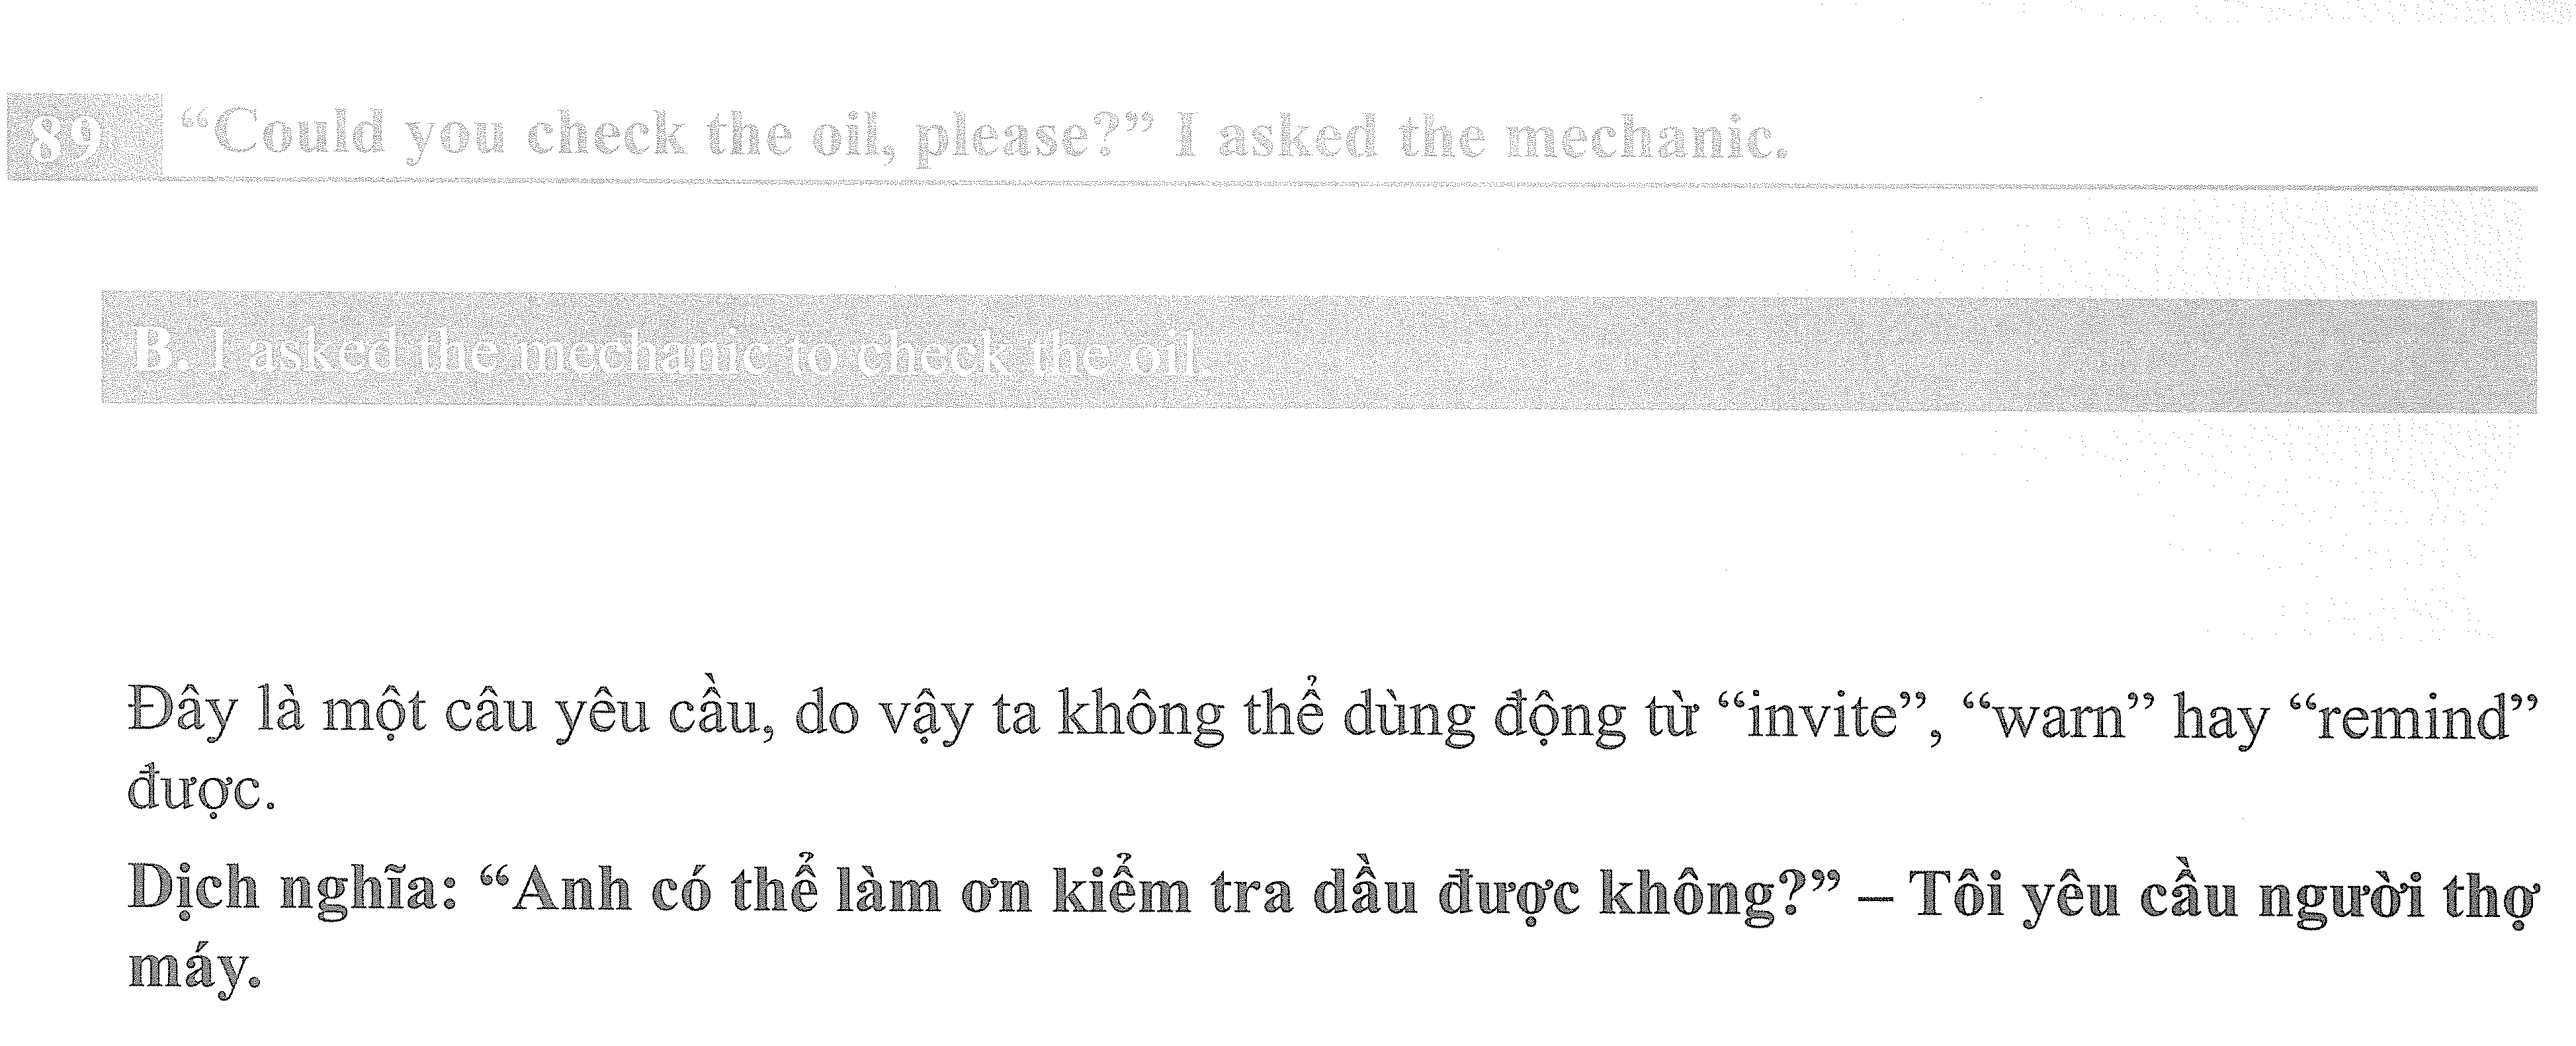 89 “Could you check the oil, please?” I asked the mechanic.
B. I asked the mechanic to check the oil.
Đây là một câu yêu cầu, do vậy ta không thể dùng động từ “invite”, “warn” hay “remind”
được.
Dịch nghĩa: “Anh có thể làm ơn kiểm tra dầu được không?” – Tôi yêu cầu người thợ
máy.